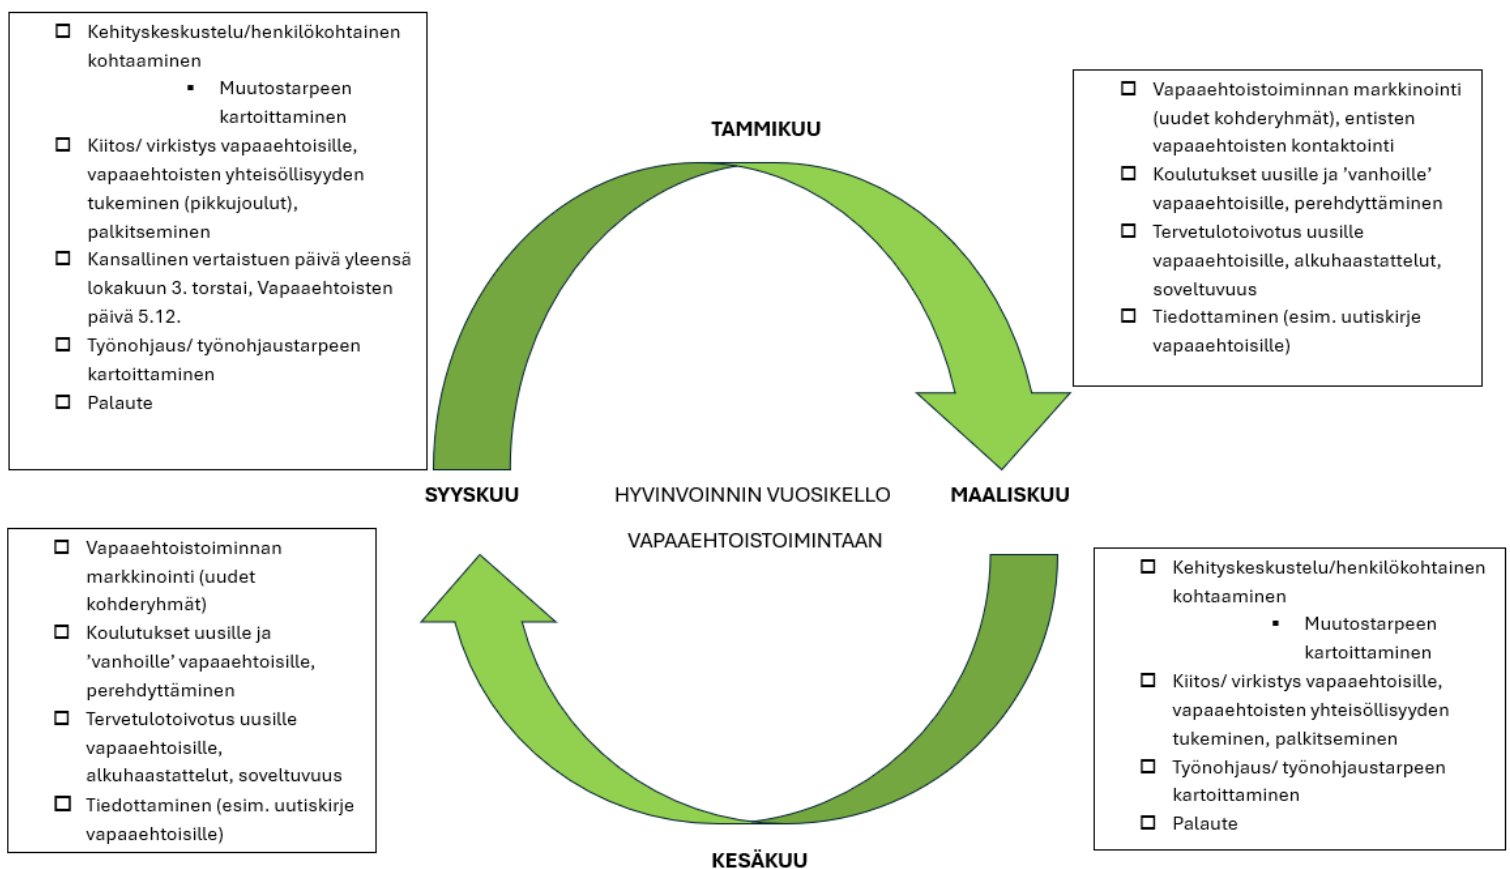 Kehityskeskustelu/henkilökohtainen
kohtaaminen
Muutostarpeen
kartoittaminen
Kiitos/ virkistys vapaaehtoisille,
vapaaehtoisten yhteisöllisyyden
tukeminen (pikkujoulut),
palkitseminen
Kansallinen vertaistuen päivä yleensä
lokakuun 3. torstai, Vapaaehtoisten
päivä 5.12.
Työnohjaus/ työnohjaustarpeen
kartoittaminen
Palaute
TAMMIKUU
Vapaaehtoistoiminnan markkinointi
(uudet kohderyhmät), entisten
vapaaehtoisten kontaktointi
Koulutukset uusille ja ’vanhoille’
vapaaehtoisille, perehdyttäminen
Tervetulotoivotus uusille
vapaaehtoisille, alkuhaastattelut,
soveltuvuus
Tiedottaminen (esim. uutiskirje
vapaaehtoisille)
SYYSKUU
HYVINVOINNIN VUOSIKELLO
VAPAAEHTOISTOIMINTAAN
MAALISKUU
Vapaaehtoistoiminnan
markkinointi (uudet
kohderyhmät)
Koulutukset uusille ja
’vanhoille’ vapaaehtoisille,
perehdyttäminen
Tervetulotoivotus uusille
vapaaehtoisille,
alkuhaastattelut, soveltuvuus
Tiedottaminen (esim. uutiskirje
vapaaehtoisille)
Kehityskeskustelu/henkilökohtainen
kohtaaminen
Muutostarpeen
kartoittaminen
Kiitos/ virkistys vapaaehtoisille,
vapaaehtoisten yhteisöllisyyden
tukeminen, palkitseminen
Työnohjaus/ työnohjaustarpeen
kartoittaminen
Palaute
KESÄKUU